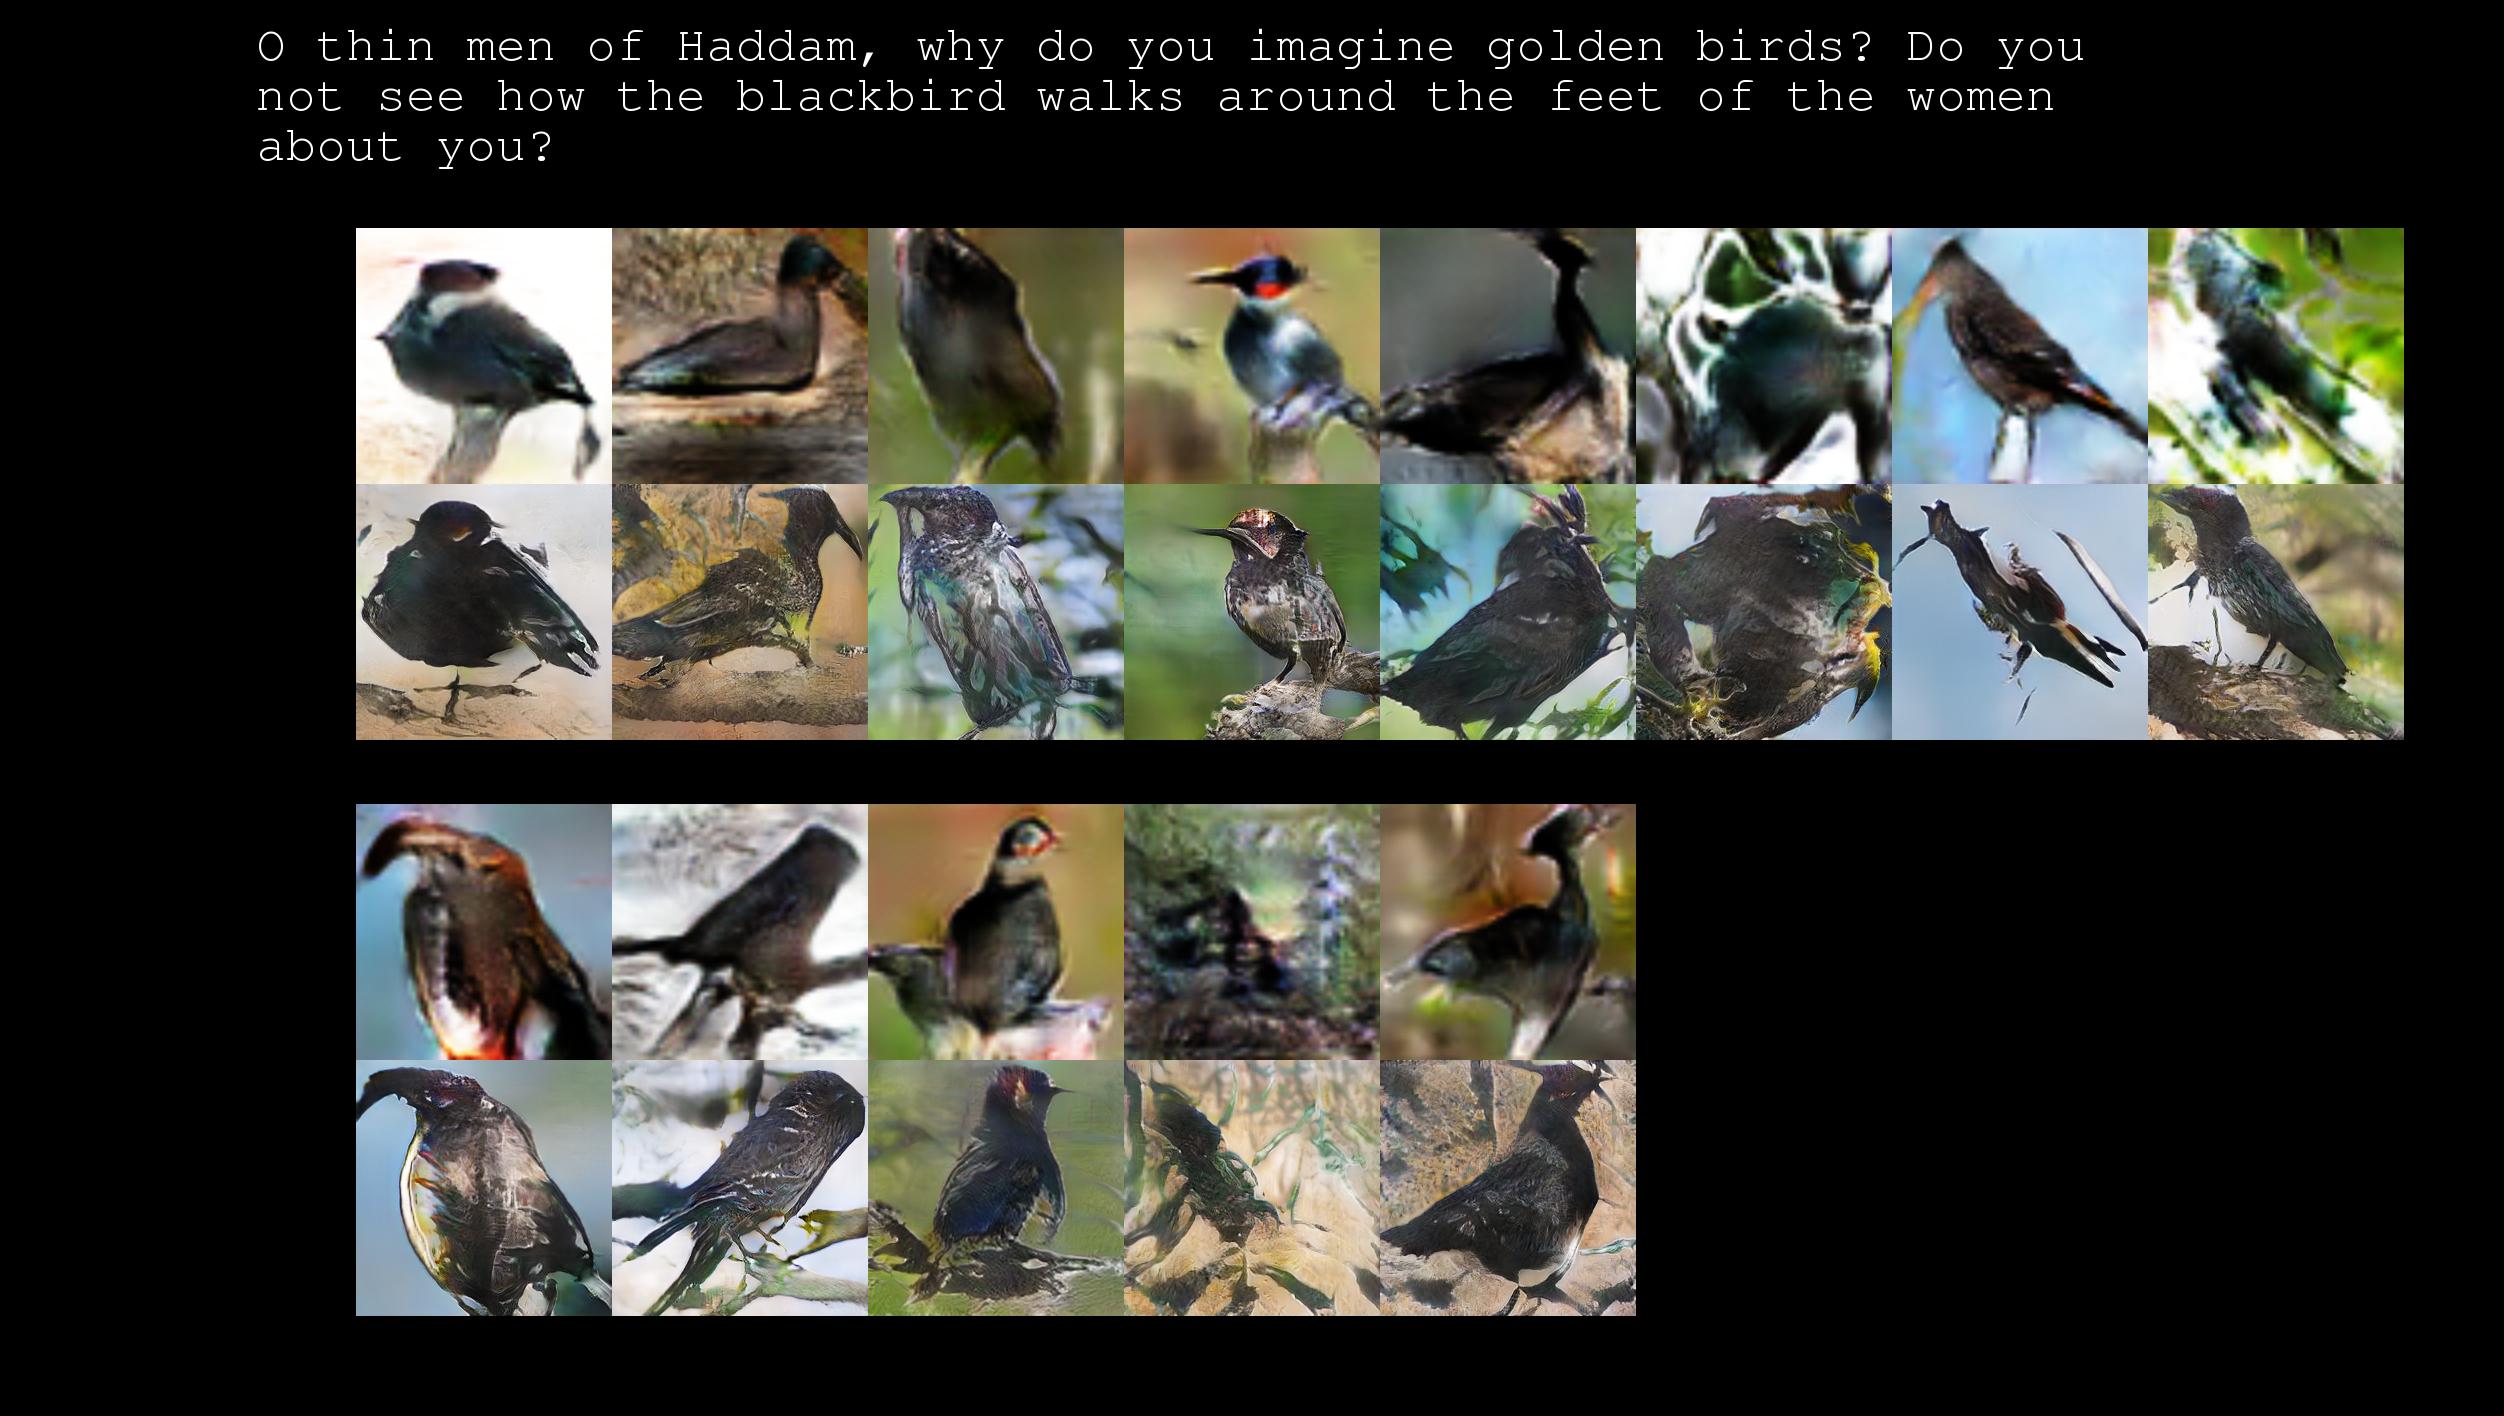 O thin men of Haddam, why do you imagine golden birds? Do you
not see how the blackbird walks around the feet of the women
about you?